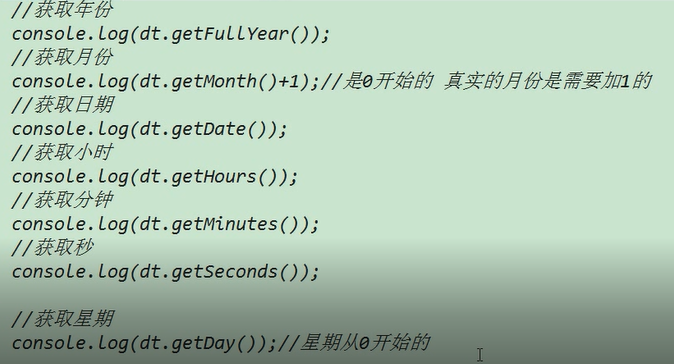 //获取年份
console.log(dt.getFullYear());
//获取月份
console.log(dt.getMonth()+1);//是0开始的 真实的月份是需要加1的
//获取日期
console.log(dt.getDate());
//获取小时
console.log(dt.getHours());
//获取分钟
console.log(dt.getMinutes());
//获取秒
console.log(dt.getSeconds());
//获取星期
console.log(dt.getDay());//星期从0开始的